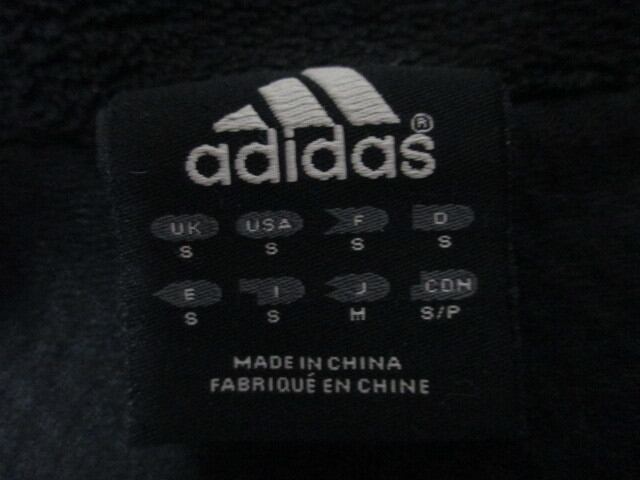 adidas®
UK USA F D
S S S S
E I J CDN
S S M S/P
MADE IN CHINA
FABRIQUÉ EN CHINE